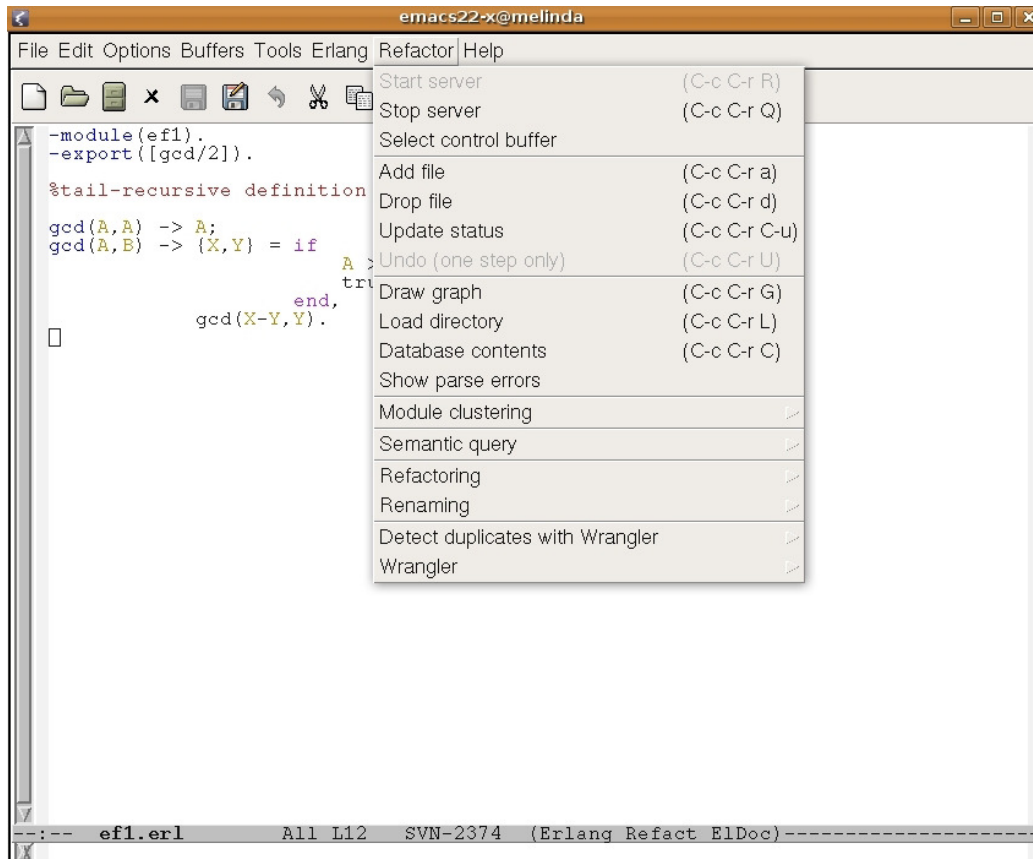 emacs22-x@melinda
File Edit Options Buffers Tools Erlang Refactor Help
Start server (C-c C-r R)
Stop server (C-c C-r Q)
Select control buffer
Add file (C-c C-r a)
Drop file (C-c C-r d)
Update status (C-c C-r C-u)
Undo (one step only) (C-c C-r U)
Draw graph (C-c C-r G)
Load directory (C-c C-r L)
Database contents (C-c C-r C)
Show parse errors
Module clustering
Semantic query
Refactoring
Renaming
Detect duplicates with Wrangler
Wrangler
-module(ef1).
-export([gcd/2]).
%tail-recursive definition
gcd(A,A) -> A;
gcd(A,B) -> {X,Y} = if
A >
tru
end,
gcd(X-Y,Y).
--:-- ef1.erl All L12 SVN-2374 (Erlang Refact ElDoc)---------------------